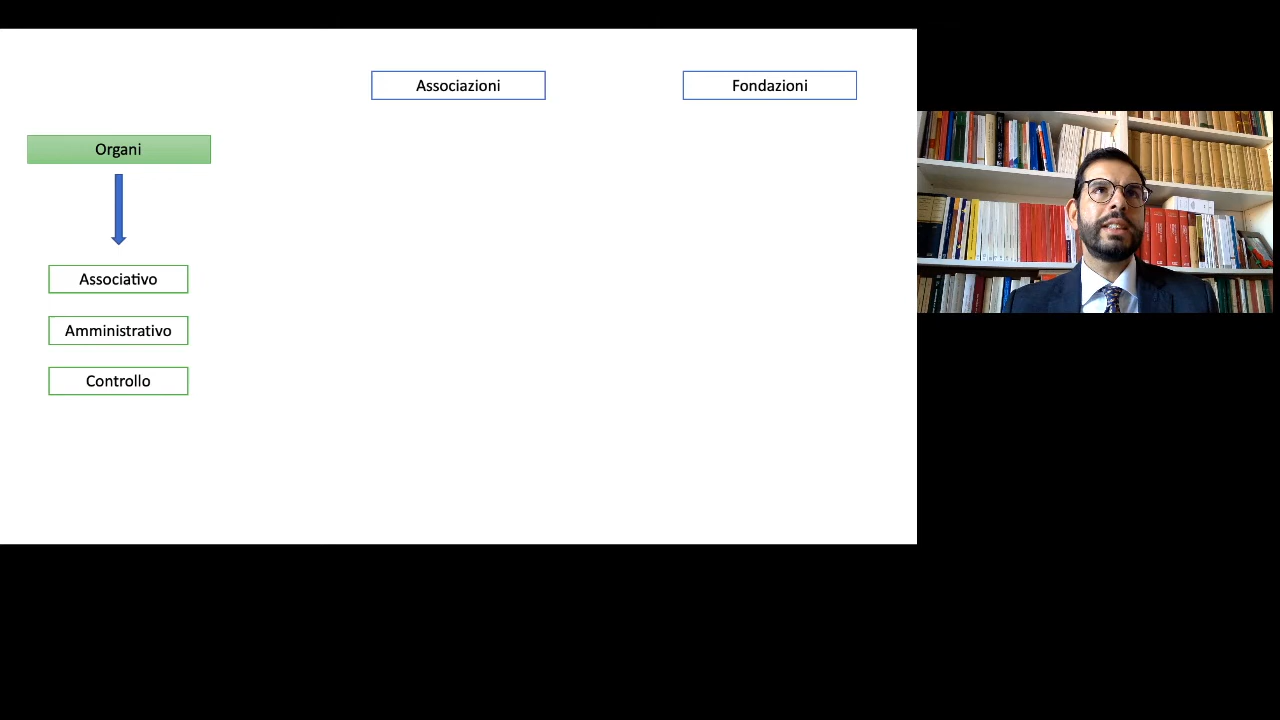 Associazioni
Fondazioni
Organi
Associativo
Amministrativo
Controllo